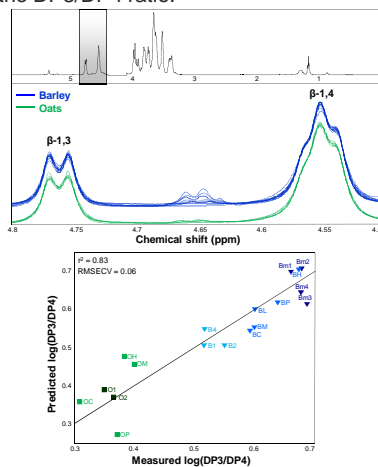 the DP3/DP4 ratio.
5 4 3 2 1
Barley
Oats
β-1,3
β-1,4
4.8 4.75 4.7 4.65 4.6 4.55 4.5
Chemical shift (ppm)
r² = 0.83
RMSECV = 0.06
Predicted log(DP3/DP4)
0.7
0.6
0.5
0.4
0.3
Bm1 Bm2
BH
Bm4
Bm3
BP
BL
B4 BM
BC
B1 B2
OH
OM
O1
O2
OC
OP
0.3 0.4 0.5 0.6 0.7
Measured log(DP3/DP4)